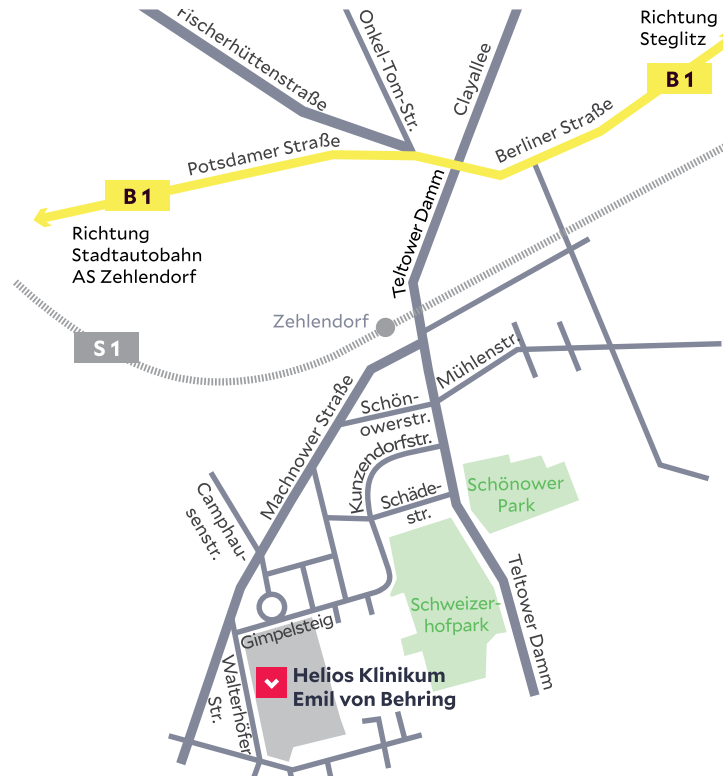 Richtung
Steglitz
Fischerhüttenstraße
Onkel-Tom-Str.
Clayallee
B 1
Berliner Straße
Potsdamer Straße
B 1
Richtung
Stadtautobahn
AS Zehlendorf
Teltower Damm
Zehlendorf
S 1
Mühlenstr.
Machnower Straße
Schön-
owerstr.
Kunzendorfstr.
Schäde-
str.
Schönower
Park
Camphau-
senstr.
Teltower Damm
Schweizer-
hofpark
Gimpelsteig
Walterhöfer
Str.
Helios Klinikum
Emil von Behring